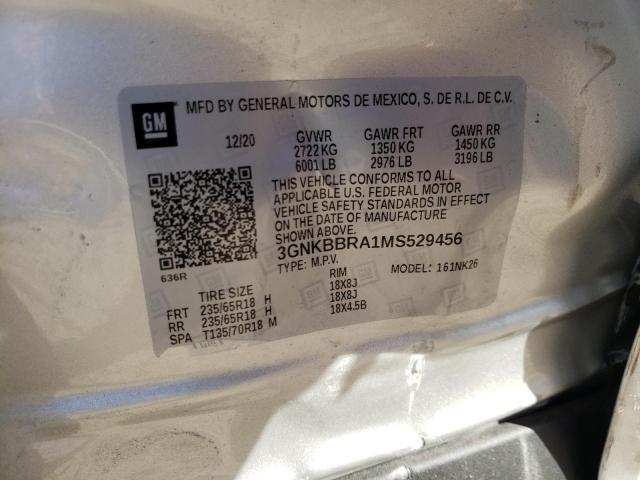 GM
MFD BY GENERAL MOTORS DE MEXICO, S. DE R.L. DE C.V.
12/20 GVWR GAWR FRT GAWR RR
2722 KG 1350 KG 1450 KG
6001 LB 2976 LB 3196 LB
THIS VEHICLE CONFORMS TO ALL
APPLICABLE U.S. FEDERAL MOTOR
VEHICLE SAFETY STANDARDS IN EFFECT
ON THE DATE OF MANUFACTURE
SHOWN ABOVE.
3GNKBBRA1MS529456
636R TYPE: M.P.V. MODEL: 161NK26
TIRE SIZE RIM
FRT 235/65R18 H 18X8J
RR 235/65R18 H 18X8J
SPA T135/70R18 M 18X4.5B